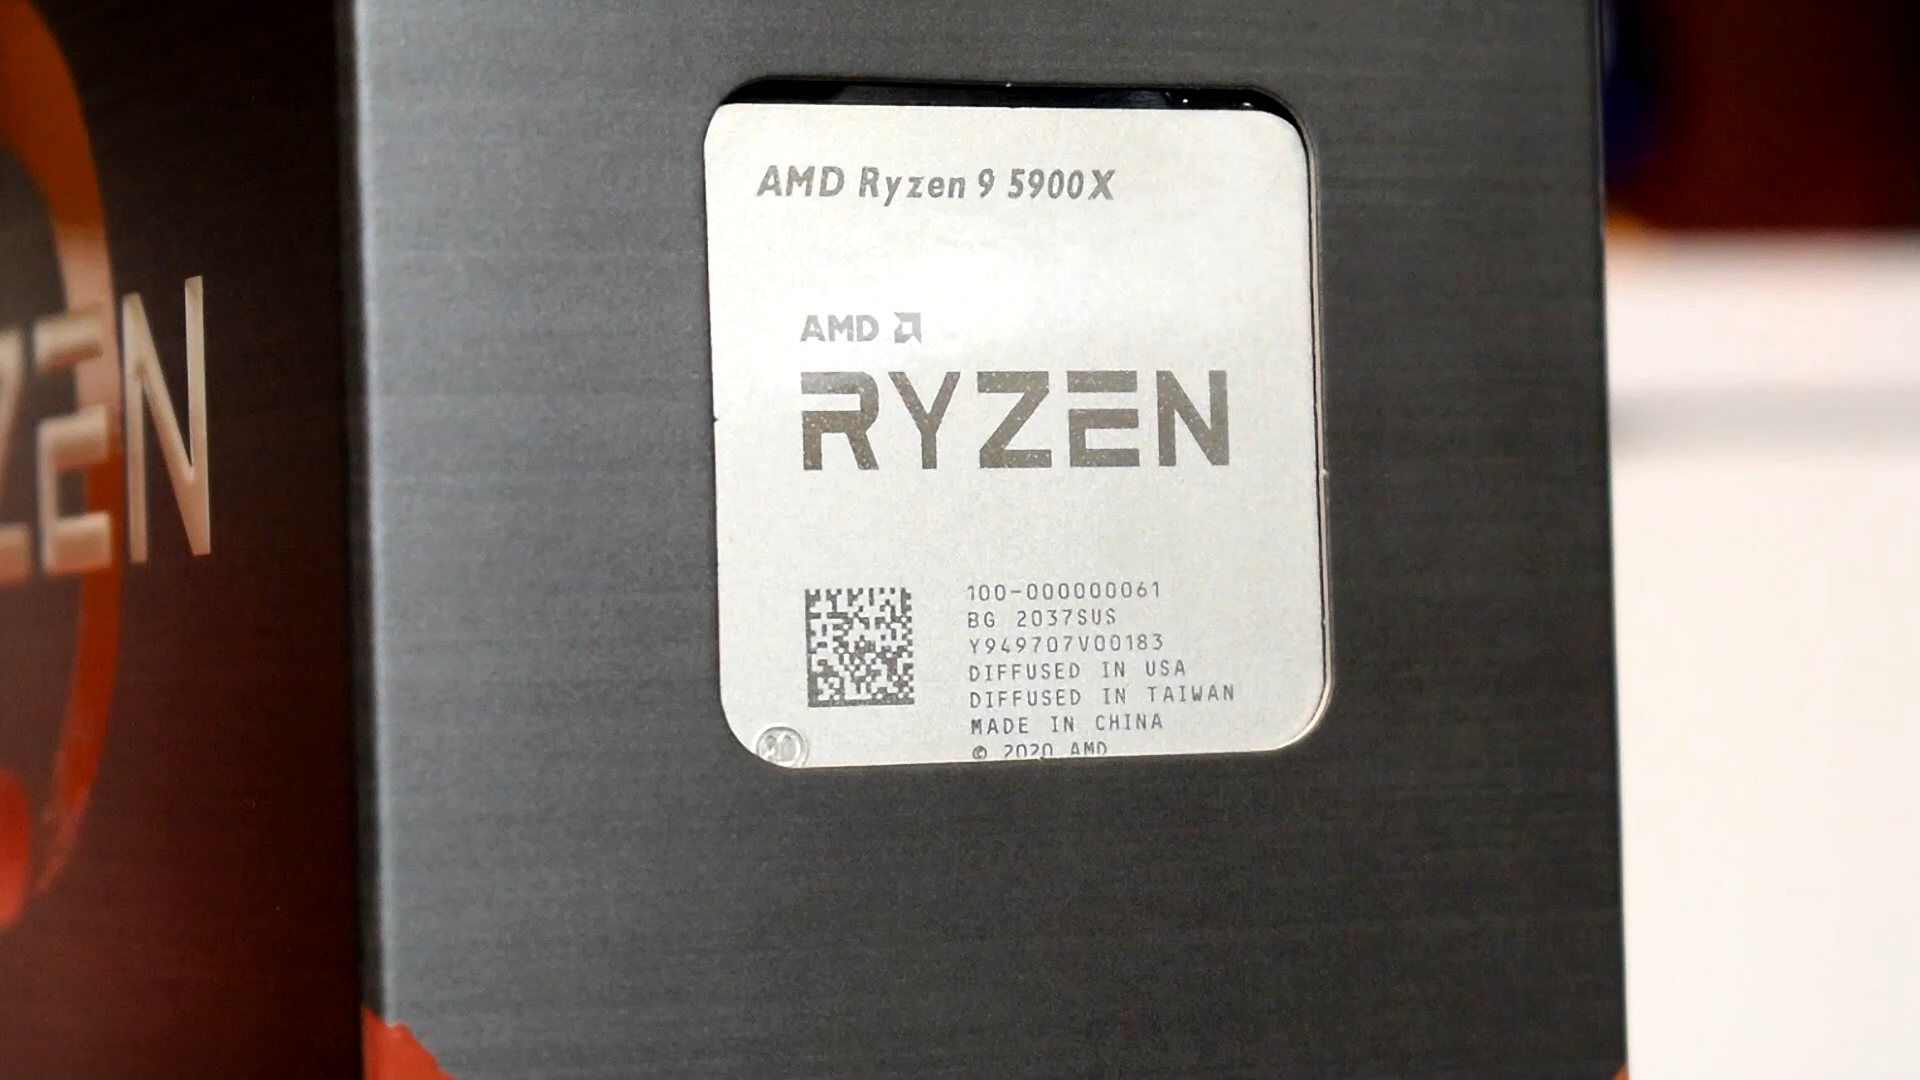 AMD Ryzen 9 5900X
AMD
RYZEN
100-000000061
BG 2037SUS
Y949707V00183
DIFFUSED IN USA
DIFFUSED IN TAIWAN
MADE IN CHINA
© 2020 AMD
ZEN